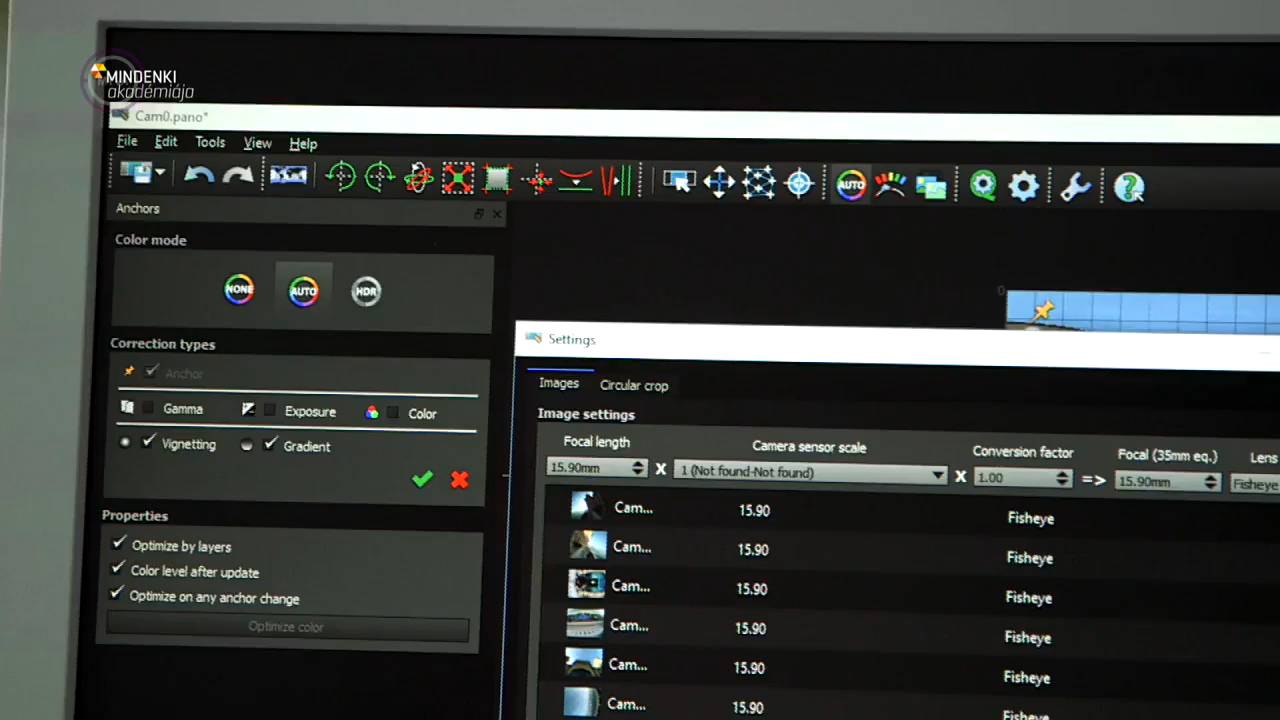 MINDENKI
akadémiája
Cam0.pano*
File Edit Tools View Help
AUTO
Anchors
Color mode
NONE AUTO HDR
Correction types
Anchor
Gamma Exposure Color
Vignetting Gradient
Properties
Optimize by layers
Color level after update
Optimize on any anchor change
Optimize color
0
Settings
Images Circular crop
Image settings
Focal length Camera sensor scale Conversion factor Focal (35mm eq.) Lens
15.90mm X 1 (Not found-Not found) X 1.00 => 15.90mm Fisheye
Cam... 15.90 Fisheye
Cam... 15.90 Fisheye
Cam... 15.90 Fisheye
Cam... 15.90 Fisheye
Cam... 15.90 Fisheye
Cam... 15.90 Fisheye